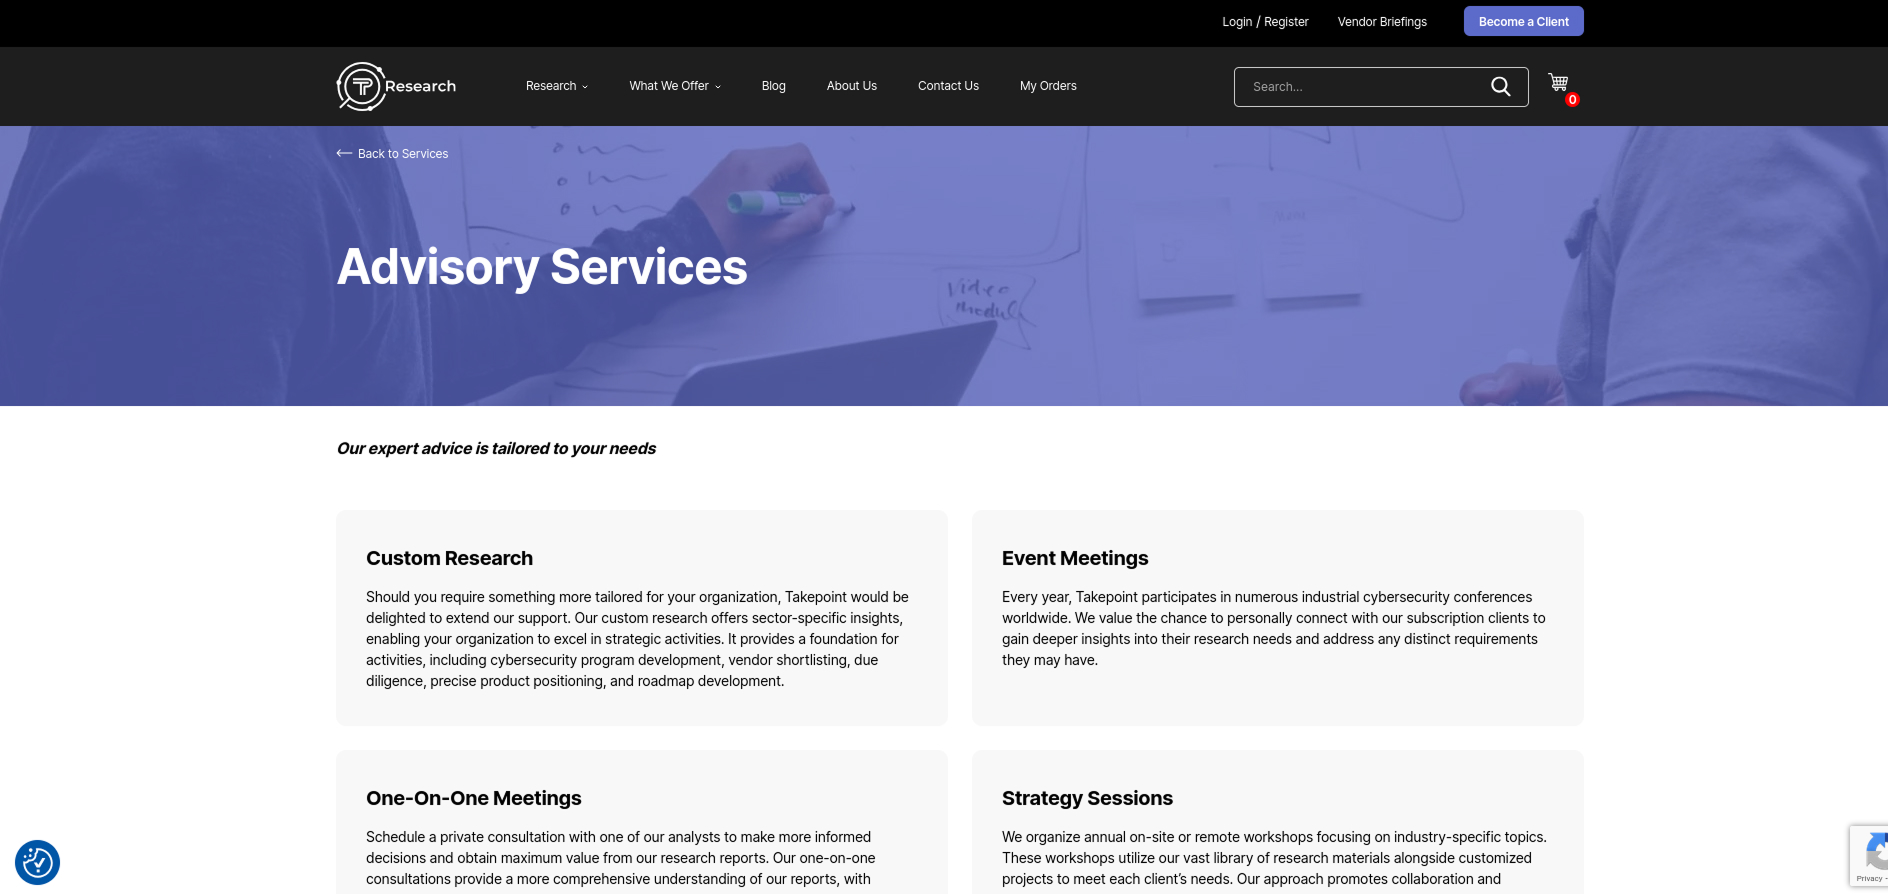 Login / Register
Vendor Briefings
Become a Client
Research
Research
What We Offer
Blog
About Us
Contact Us
My Orders
Search...
0
Back to Services
Advisory Services
Video
Module
Our expert advice is tailored to your needs
Custom Research
Should you require something more tailored for your organization, Takepoint would be
delighted to extend our support. Our custom research offers sector-specific insights,
enabling your organization to excel in strategic activities. It provides a foundation for
activities, including cybersecurity program development, vendor shortlisting, due
diligence, precise product positioning, and roadmap development.
Event Meetings
Every year, Takepoint participates in numerous industrial cybersecurity conferences
worldwide. We value the chance to personally connect with our subscription clients to
gain deeper insights into their research needs and address any distinct requirements
they may have.
One-On-One Meetings
Schedule a private consultation with one of our analysts to make more informed
decisions and obtain maximum value from our research reports. Our one-on-one
consultations provide a more comprehensive understanding of our reports, with
Strategy Sessions
We organize annual on-site or remote workshops focusing on industry-specific topics.
These workshops utilize our vast library of research materials alongside customized
projects to meet each client’s needs. Our approach promotes collaboration and
Privacy -